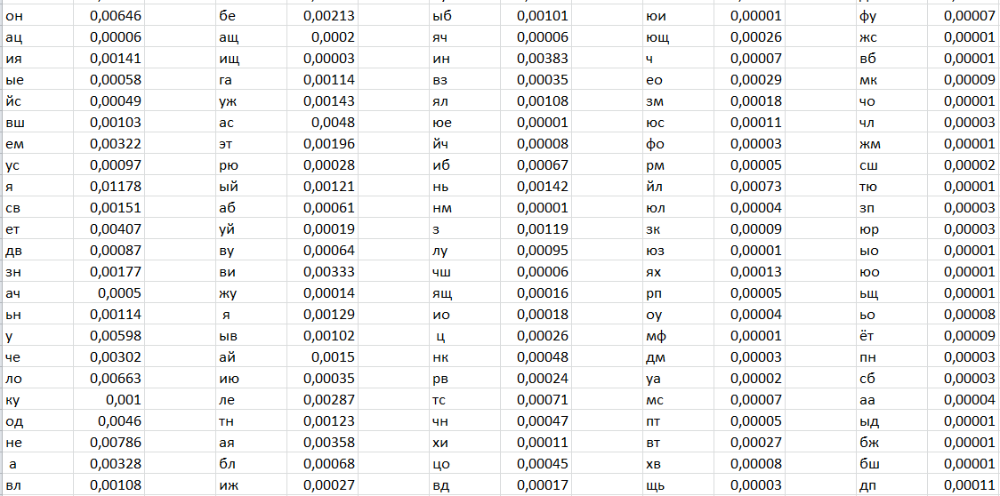 он 0,00646 бе 0,00213 ыб 0,00101 юи 0,00001 фу 0,00007
ац 0,00006 ащ 0,0002 яч 0,00006 ющ 0,00026 жс 0,00001
ия 0,00141 ищ 0,00003 ин 0,00383 ч 0,00007 вб 0,00001
ые 0,00058 га 0,00114 вз 0,00035 ео 0,00029 мк 0,00009
йс 0,00049 уж 0,00143 ял 0,00108 зм 0,00018 чо 0,00001
вш 0,00103 ас 0,0048 юе 0,00001 юс 0,00011 чл 0,00003
ем 0,00322 эт 0,00196 йч 0,00008 фо 0,00003 жм 0,00001
ус 0,00097 рю 0,00028 иб 0,00067 рм 0,00005 сш 0,00002
я 0,01178 ый 0,00121 нь 0,00142 йл 0,00073 тю 0,00001
св 0,00151 аб 0,00061 нм 0,00001 юл 0,00004 зп 0,00003
ет 0,00407 уй 0,00019 з 0,00119 зк 0,00009 юр 0,00003
дв 0,00087 ву 0,00064 лу 0,00095 юз 0,00001 ыо 0,00001
зн 0,00177 ви 0,00333 чш 0,00006 ях 0,00013 юо 0,00001
ач 0,0005 жу 0,00014 ящ 0,00016 рп 0,00005 ьщ 0,00001
ьн 0,00114 я 0,00129 ио 0,00018 оу 0,00004 ьо 0,00008
у 0,00598 ыв 0,00102 ц 0,00026 мф 0,00001 ёт 0,00009
че 0,00302 ай 0,0015 нк 0,00048 дм 0,00003 пн 0,00003
ло 0,00663 ию 0,00035 рв 0,00024 уа 0,00002 сб 0,00003
ку 0,001 ле 0,00287 тс 0,00071 мс 0,00007 аа 0,00004
од 0,0046 тн 0,00123 чн 0,00047 пт 0,00005 ыд 0,00001
не 0,00786 ая 0,00358 хи 0,00011 вт 0,00027 бж 0,00001
а 0,00328 бл 0,00068 цо 0,00045 хв 0,00008 бш 0,00001
вл 0,00108 иж 0,00027 вд 0,00017 щь 0,00003 дп 0,00011